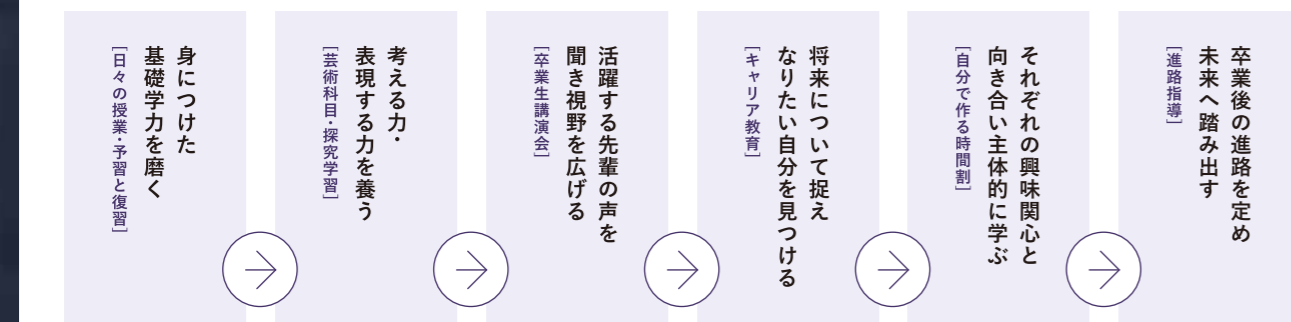 身につけた
基礎学力を磨く
［日々の授業・予習と復習］
考える力・
表現する力を養う
［芸術科目・探究学習］
活躍する先輩の声を
聞き視野を広げる
［卒業生講演会］
将来について捉え
なりたい自分を見つける
［キャリア教育］
それぞれの興味関心と
向き合い主体的に学ぶ
［自分で作る時間割］
卒業後の進路を定め
未来へ踏み出す
［進路指導］